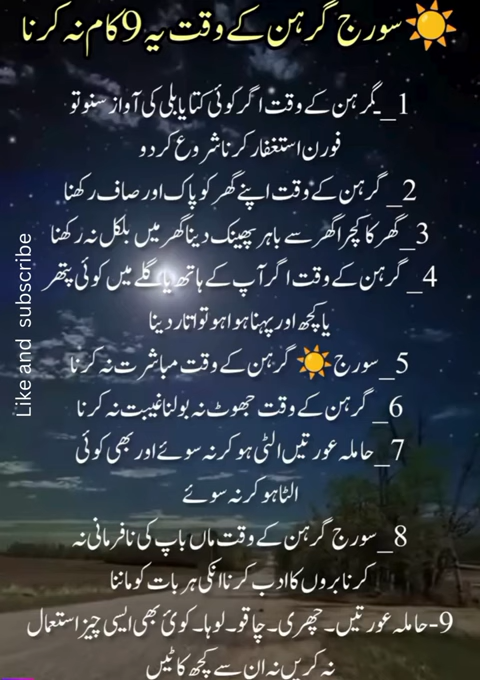 ☀️ سورج گرہن کے وقت یہ 9 کام نہ کرنا
1_ گرہن کے وقت اگر کوئی کتا یا بلی کی آواز سنو تو
فورن استغفار کرنا شروع کر دو
2_ گرہن کے وقت اپنے گھر کو پاک اور صاف رکھنا
3_ گھر کا کچرا گھر سے باہر پھینک دینا گھر میں بلکل نہ رکھنا
4_ گرہن کے وقت اگر آپ کے ہاتھ یا گلے میں کوئی پتھر
یا کچھ اور پہنا ہوا ہو تو اتار دینا
5_ سورج ☀️ گرہن کے وقت مباشرت نہ کرنا
6_ گرہن کے وقت جھوٹ نہ بولنا غیبت نہ کرنا
7_ حاملہ عورتیں الٹی ہو کر نہ سوئے اور بھی کوئی
الٹا ہو کر نہ سوئے
8_ سورج گرہن کے وقت ماں باپ کی نافرمانی نہ
کرنا بروں کا ادب کرنا انکی ہر بات کو ماننا
9-حاملہ عورتیں۔چھری۔چاقو۔لوہا۔کوئ بھی ایسی چیز استعمال
نہ کریں نہ ان سے کچھ کاٹیں
Like and subscribe